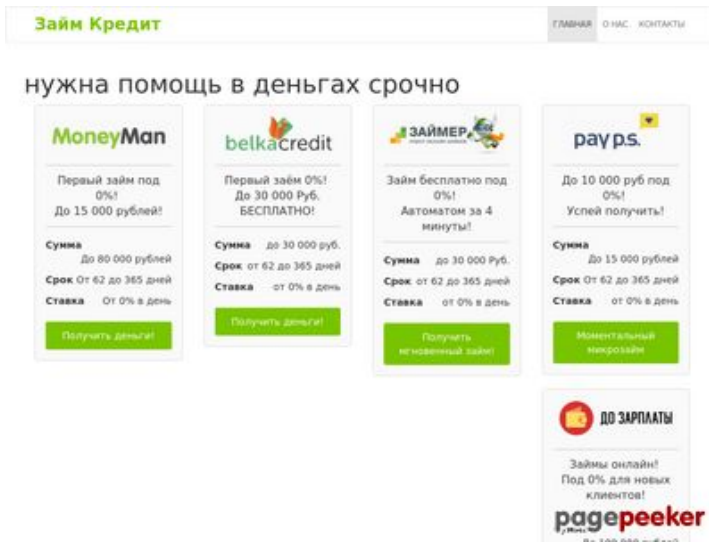 Займ Кредит
ГЛАВНАЯ О НАС КОНТАКТЫ
нужна помощь в деньгах срочно
MoneyMan
Первый займ под
0%!
До 15 000 рублей!
Сумма
До 80 000 рублей
Срок От 62 до 365 дней
Ставка От 0% в день
Получить деньги!
belkacredit
Первый заём 0%!
До 30 000 Руб.
БЕСПЛАТНО!
Сумма до 30 000 руб.
Срок от 62 до 365 дней
Ставка от 0% в день
Получить деньги!
ЗАЙМЕР
Займ бесплатно под
0%!
Автоматом за 4
минуты!
Сумма до 30 000 Руб.
Срок от 62 до 365 дней
Ставка от 0% в день
Получить
мгновенный займ!
pay p.s.
До 10 000 руб под
0%!
Успей получить!
Сумма
До 15 000 рублей
Срок От 62 до 365 дней
Ставка От 0% в день
Моментальный
микрозайм
ДО ЗАРПЛАТЫ
Займы онлайн!
Под 0% для новых
клиентов!
pagepeeker
До 100 000 рублей